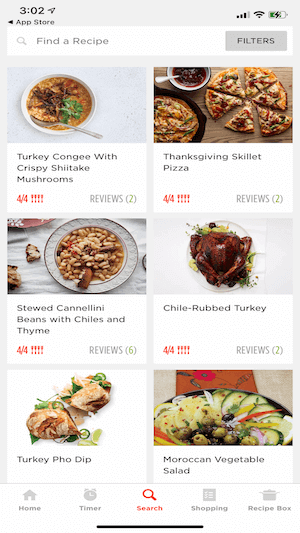 3:02
App Store
Find a Recipe
FILTERS
Turkey Congee With
Crispy Shiitake
Mushrooms
4/4
REVIEWS (2)
Thanksgiving Skillet
Pizza
4/4
REVIEWS (2)
Stewed Cannellini
Beans with Chiles and
Thyme
4/4
REVIEWS (6)
Chile-Rubbed Turkey
4/4
REVIEWS (2)
Turkey Pho Dip
Moroccan Vegetable
Salad
Home
Timer
Search
Shopping
Recipe Box